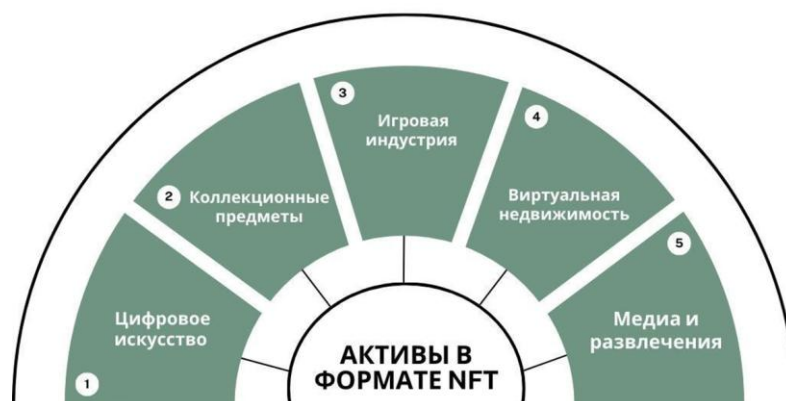 1
Цифровое
искусство
2
Коллекционные
предметы
3
Игровая
индустрия
4
Виртуальная
недвижимость
5
Медиа и
развлечения
АКТИВЫ В
ФОРМАТЕ NFT